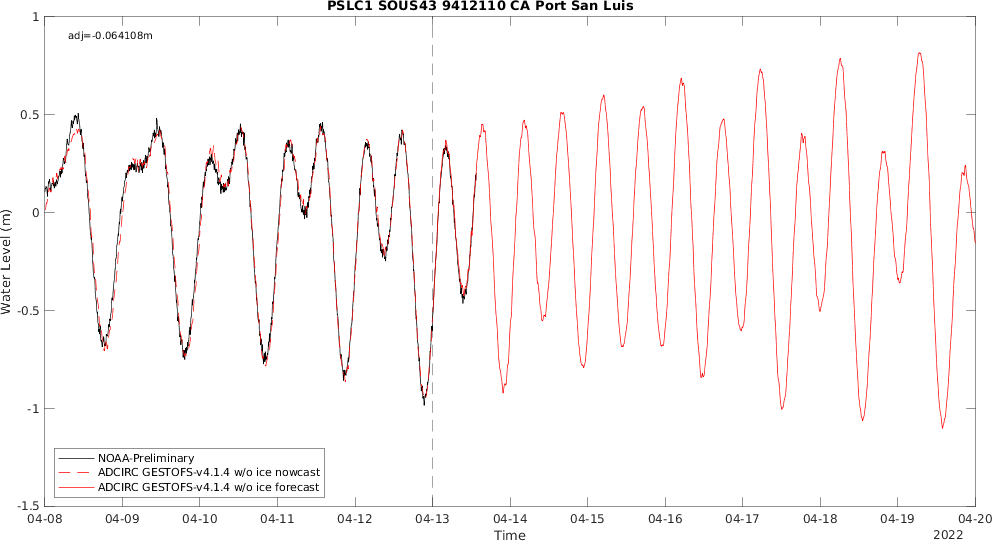 PSLC1 SOUS43 9412110 CA Port San Luis
adj=-0.064108m
1
0.5
0
-0.5
-1
-1.5
Water Level (m)
NOAA-Preliminary
ADCIRC GESTOFS-v4.1.4 w/o ice nowcast
ADCIRC GESTOFS-v4.1.4 w/o ice forecast
04-08 04-09 04-10 04-11 04-12 04-13 04-14 04-15 04-16 04-17 04-18 04-19 04-20
Time
2022